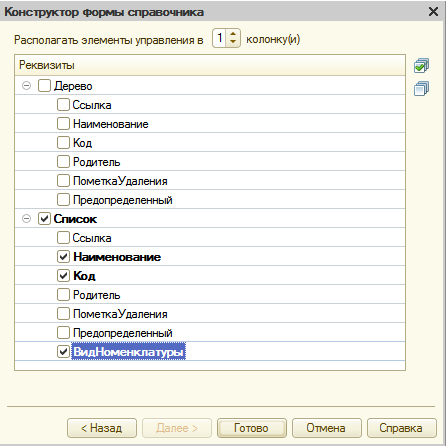 Конструктор формы справочника
Располагать элементы управления в 1 колонку(и)
Реквизиты
Дерево
Ссылка
Наименование
Код
Родитель
ПометкаУдаления
Предопределенный
Список
Ссылка
Наименование
Код
Родитель
ПометкаУдаления
Предопределенный
ВидНоменклатуры
< Назад Далее > Готово Отмена Справка